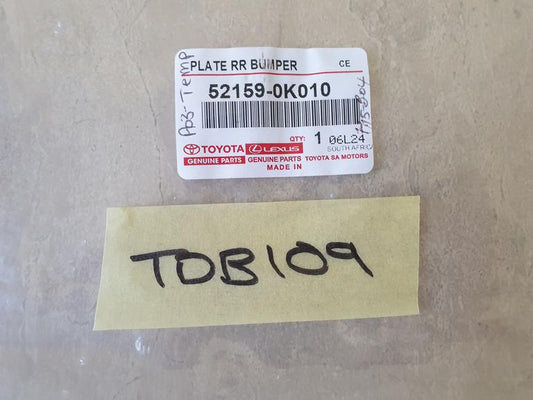 PLATE RR BUMPER CE
52159-0K010
QTY: 1 06L24
SOUTH AFRICA
TOYOTA LEXUS
GENUINE PARTS GENUINE PARTS TOYOTA SA MOTORS
MADE IN
TOB109